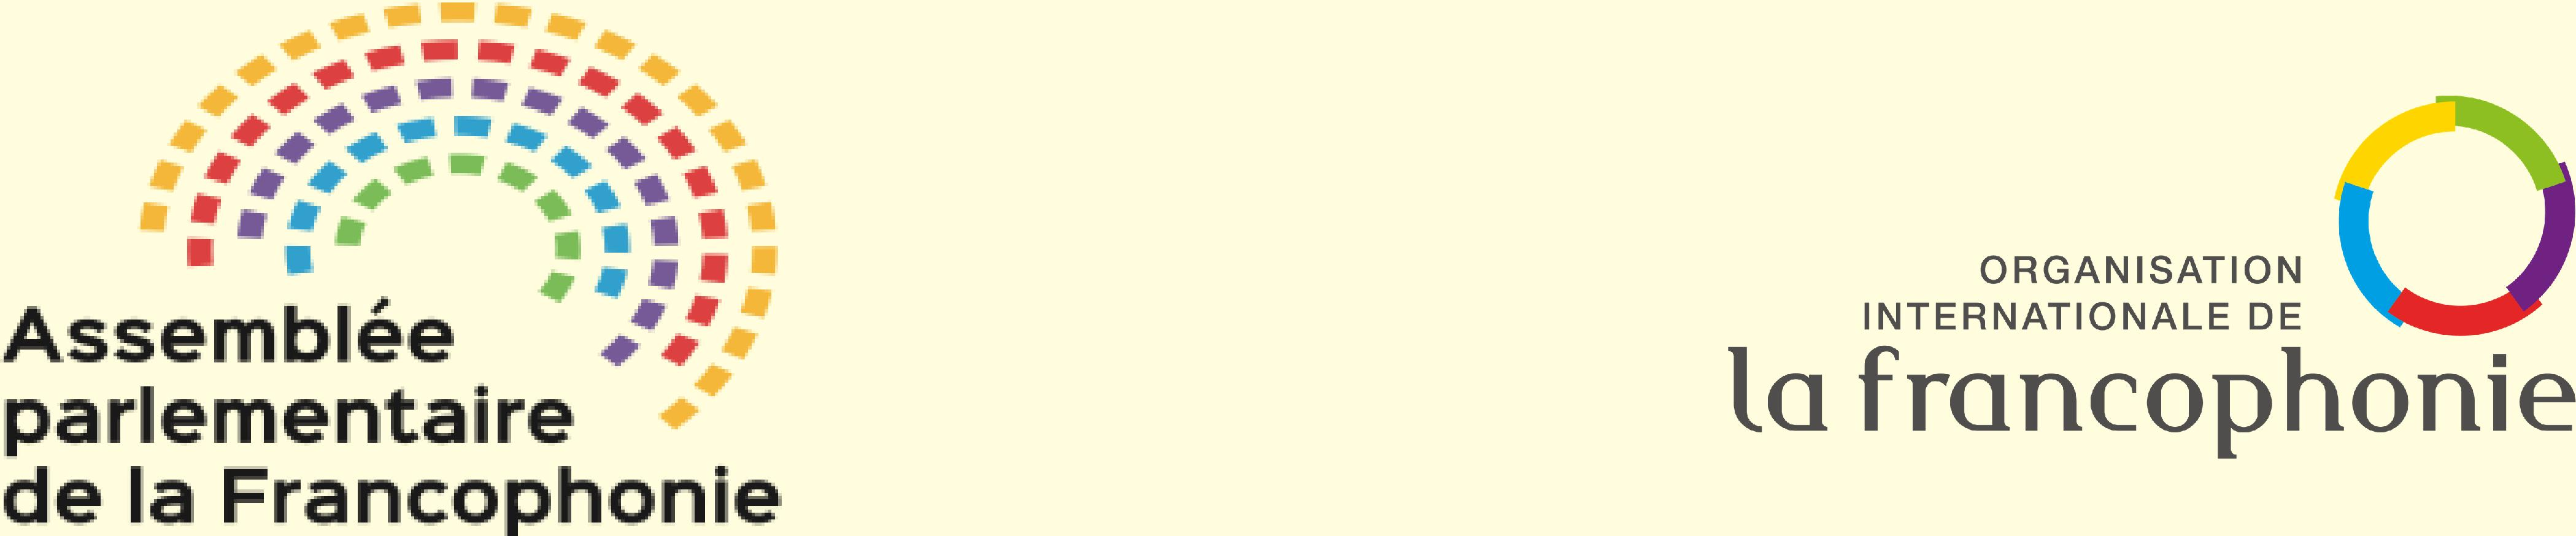 Assemblée
parlementaire
de la Francophonie
ORGANISATION
INTERNATIONALE DE
la francophonie